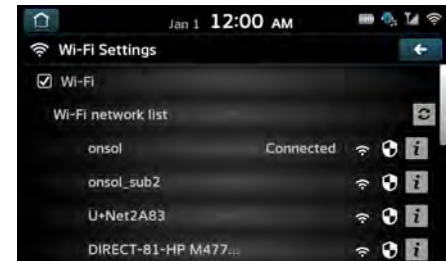 Jan 1 12:00 AM
Wi-Fi Settings
Wi-Fi
Wi-Fi network list
onsol Connected
onsol_sub2
U+Net2A83
DIRECT-81-HP M477...